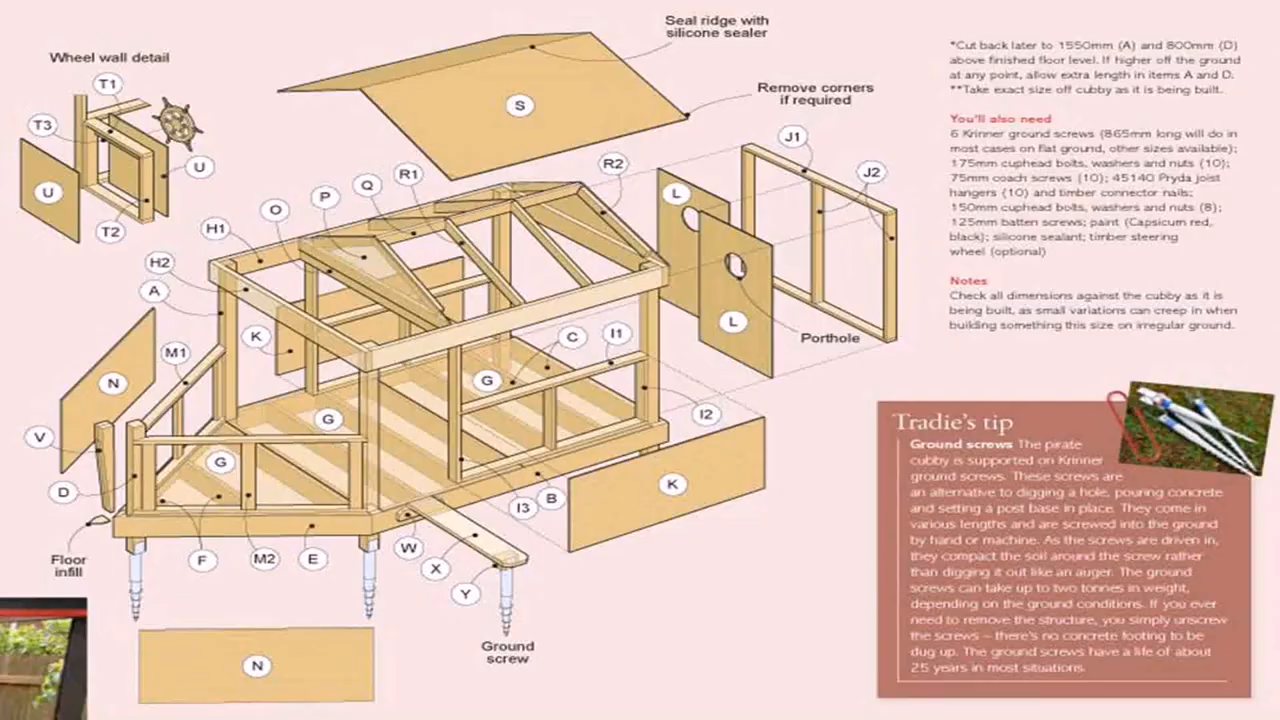 Wheel wall detail
T1
T3
U
U
T2
Seal ridge with
silicone sealer
S
Remove corners
if required
J1
J2
R2
R1
Q
P
O
H1
H2
A
L
L
Porthole
K
C
I1
G
G
G
M1
N
V
D
I2
K
B
I3
Floor
infill
F
M2
E
W
X
Y
Ground
screw
N
*Cut back later to 1550mm (A) and 800mm (D)
above finished floor level. If higher off the ground
at any point, allow extra length in items A and D.
**Take exact size off cubby as it is being built.
You'll also need
6 Krinner ground screws (865mm long will do in
most cases on flat ground, other sizes available);
175mm cuphead bolts, washers and nuts (10);
75mm coach screws (10); 45140 Pryda joist
hangers (10) and timber connector nails;
150mm cuphead bolts, washers and nuts (8);
125mm batten screws; paint (Capsicum red,
black); silicone sealant; timber steering
wheel (optional)
Notes
Check all dimensions against the cubby as it is
being built, as small variations can creep in when
building something this size on irregular ground.
Tradie's tip
Ground screws The pirate
cubby is supported on Krinner
ground screws. These screws are
an alternative to digging a hole, pouring concrete
and setting a post base in place. They come in
various lengths and are screwed into the ground
by hand or machine. As the screws are driven in,
they compact the soil around the screw rather
than digging it out like an auger. The ground
screws can take up to two tonnes in weight,
depending on the ground conditions. If you ever
need to remove the structure, you simply unscrew
the screws – there's no concrete footing to be
dug up. The ground screws have a life of about
25 years in most situations.